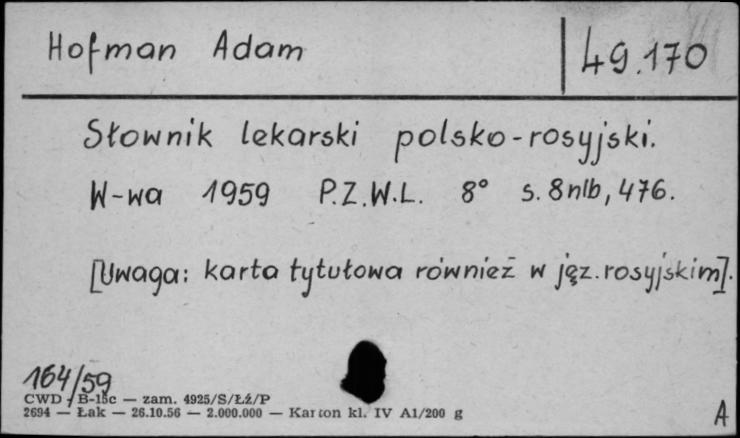 Hofman Adam
49.170
Słownik lekarski polsko-rosyjski.
W-wa 1959 P.Z.W.L. 8° s. 8nlb, 476.
[Uwaga: karta tytułowa również w jęz. rosyjskim].
164/59
CWD - B-15c — zam. 4925/S/Łź/P
2694 — Łak — 26.10.56 — 2.000.000 — Karton kl. IV A1/200 g
A